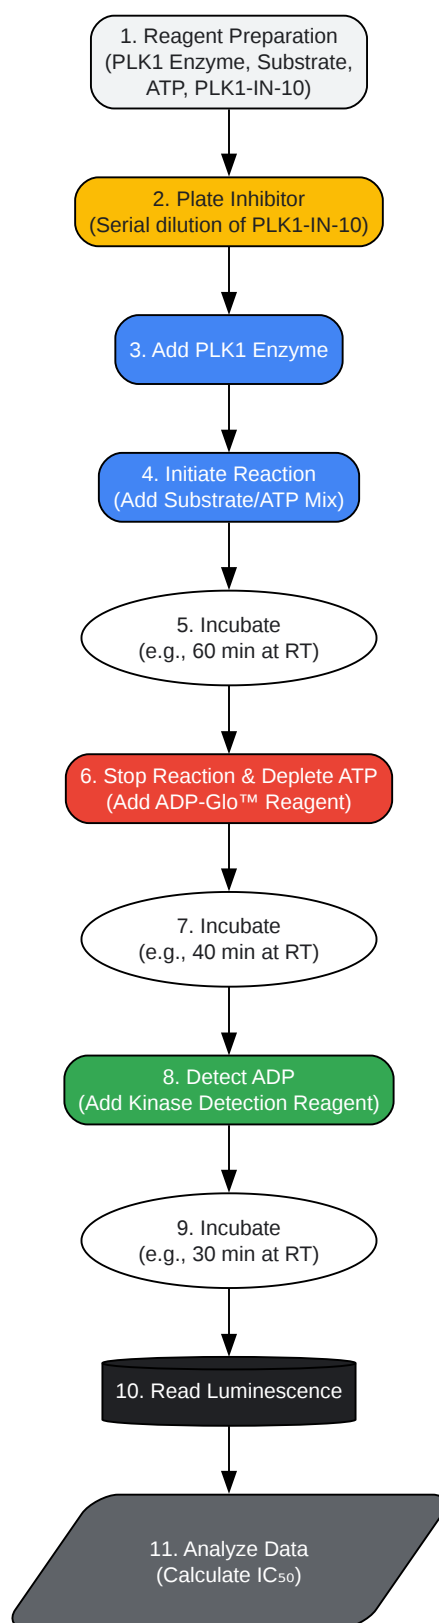 1. Reagent Preparation
(PLK1 Enzyme, Substrate,
ATP, PLK1-IN-10)
2. Plate Inhibitor
(Serial dilution of PLK1-IN-10)
3. Add PLK1 Enzyme
4. Initiate Reaction
(Add Substrate/ATP Mix)
5. Incubate
(e.g., 60 min at RT)
6. Stop Reaction & Deplete ATP
(Add ADP-Glo™ Reagent)
7. Incubate
(e.g., 40 min at RT)
8. Detect ADP
(Add Kinase Detection Reagent)
9. Incubate
(e.g., 30 min at RT)
10. Read Luminescence
11. Analyze Data
(Calculate IC₅₀)